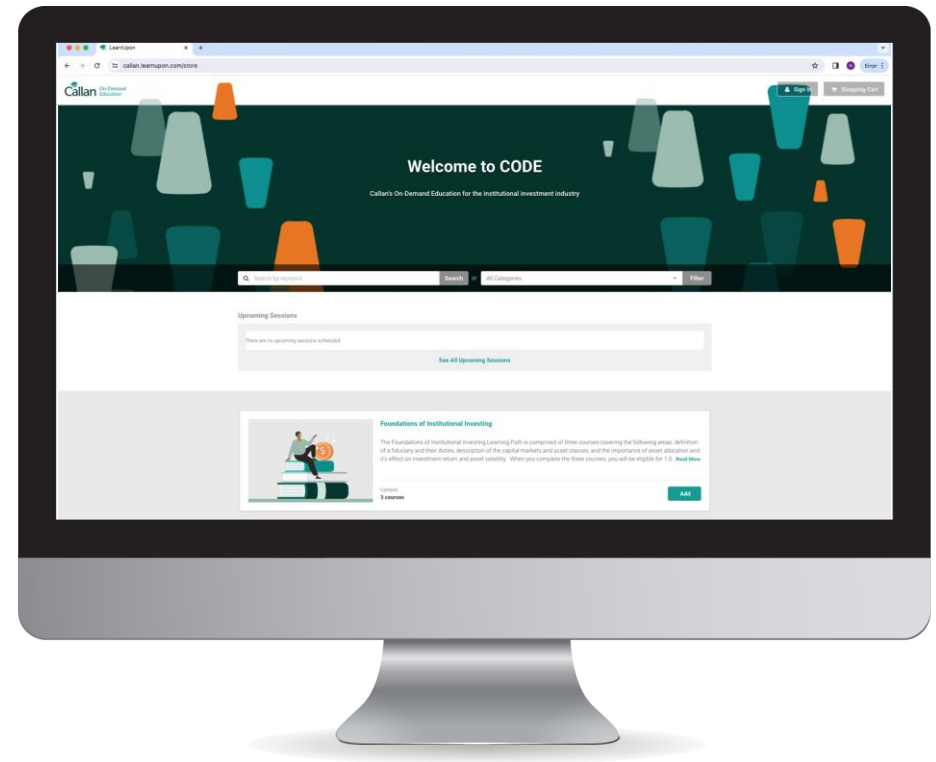 LearnUpon
callan.learnupon.com/store
Error
Callan On-Demand
Education
Sign in
Shopping Cart
Welcome to CODE
Callan's On-Demand Education for the institutional investment industry
Search by keyword
Search
or
All Categories
Filter
Upcoming Sessions
There are no upcoming sessions scheduled
See All Upcoming Sessions
Foundations of Institutional Investing
The Foundations of Institutional Investing Learning Path is comprised of three courses covering the following areas: definition
of a fiduciary and their duties, description of the capital markets and asset classes, and the importance of asset allocation and
it's effect on investment return and asset volatility. When you complete the three courses, you will be eligible for 1.0 Read More
Contains
3 courses
Add